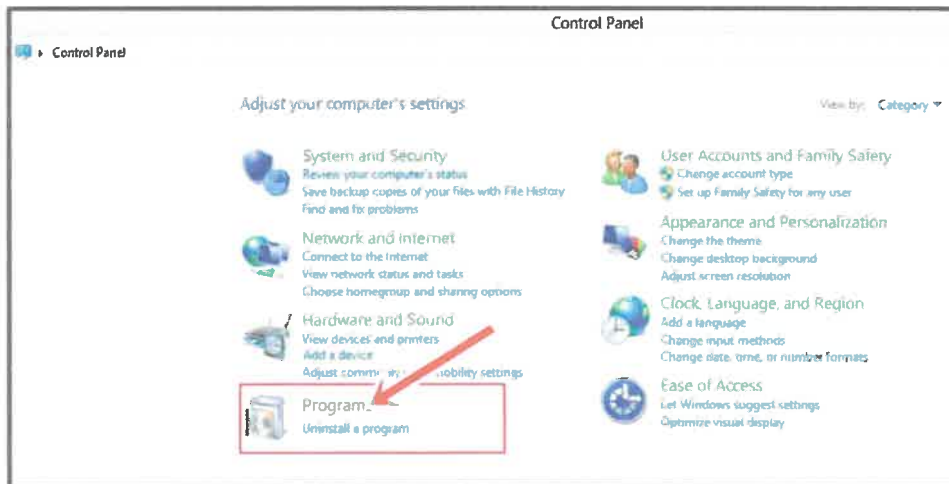 Control Panel
Control Panel
Adjust your computer's settings
View by: Category
System and Security
Review your computer's status
Save backup copies of your files with File History
Find and fix problems
Network and Internet
Connect to the Internet
View network status and tasks
Choose homegroup and sharing options
Hardware and Sound
View devices and printers
Add a device
Adjust mobility settings
Program
Uninstall a program
User Accounts and Family Safety
Change account type
Set up Family Safety for any user
Appearance and Personalization
Change the theme
Change desktop background
Adjust screen resolution
Clock, Language, and Region
Add a language
Change input methods
Change date, time, or number formats
Ease of Access
Let Windows suggest settings
Optimize visual display